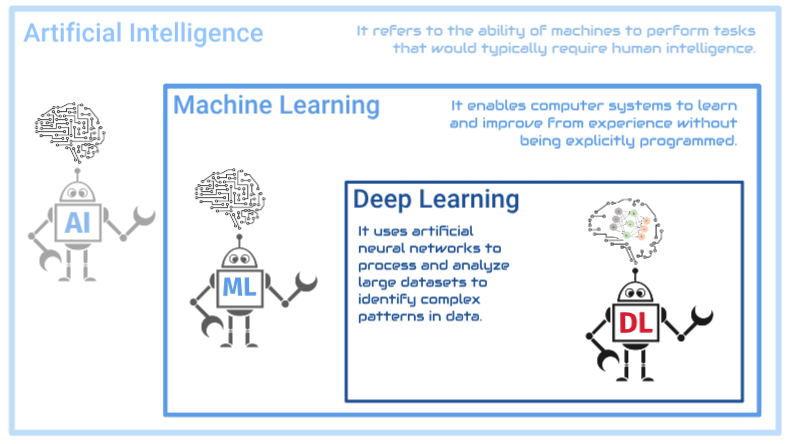 Artificial Intelligence
It refers to the ability of machines to perform tasks
that would typically require human intelligence.
Machine Learning
It enables computer systems to learn
and improve from experience without
being explicitly programmed.
Deep Learning
It uses artificial
neural networks to
process and analyze
large datasets to
identify complex
patterns in data.
AI
ML
DL